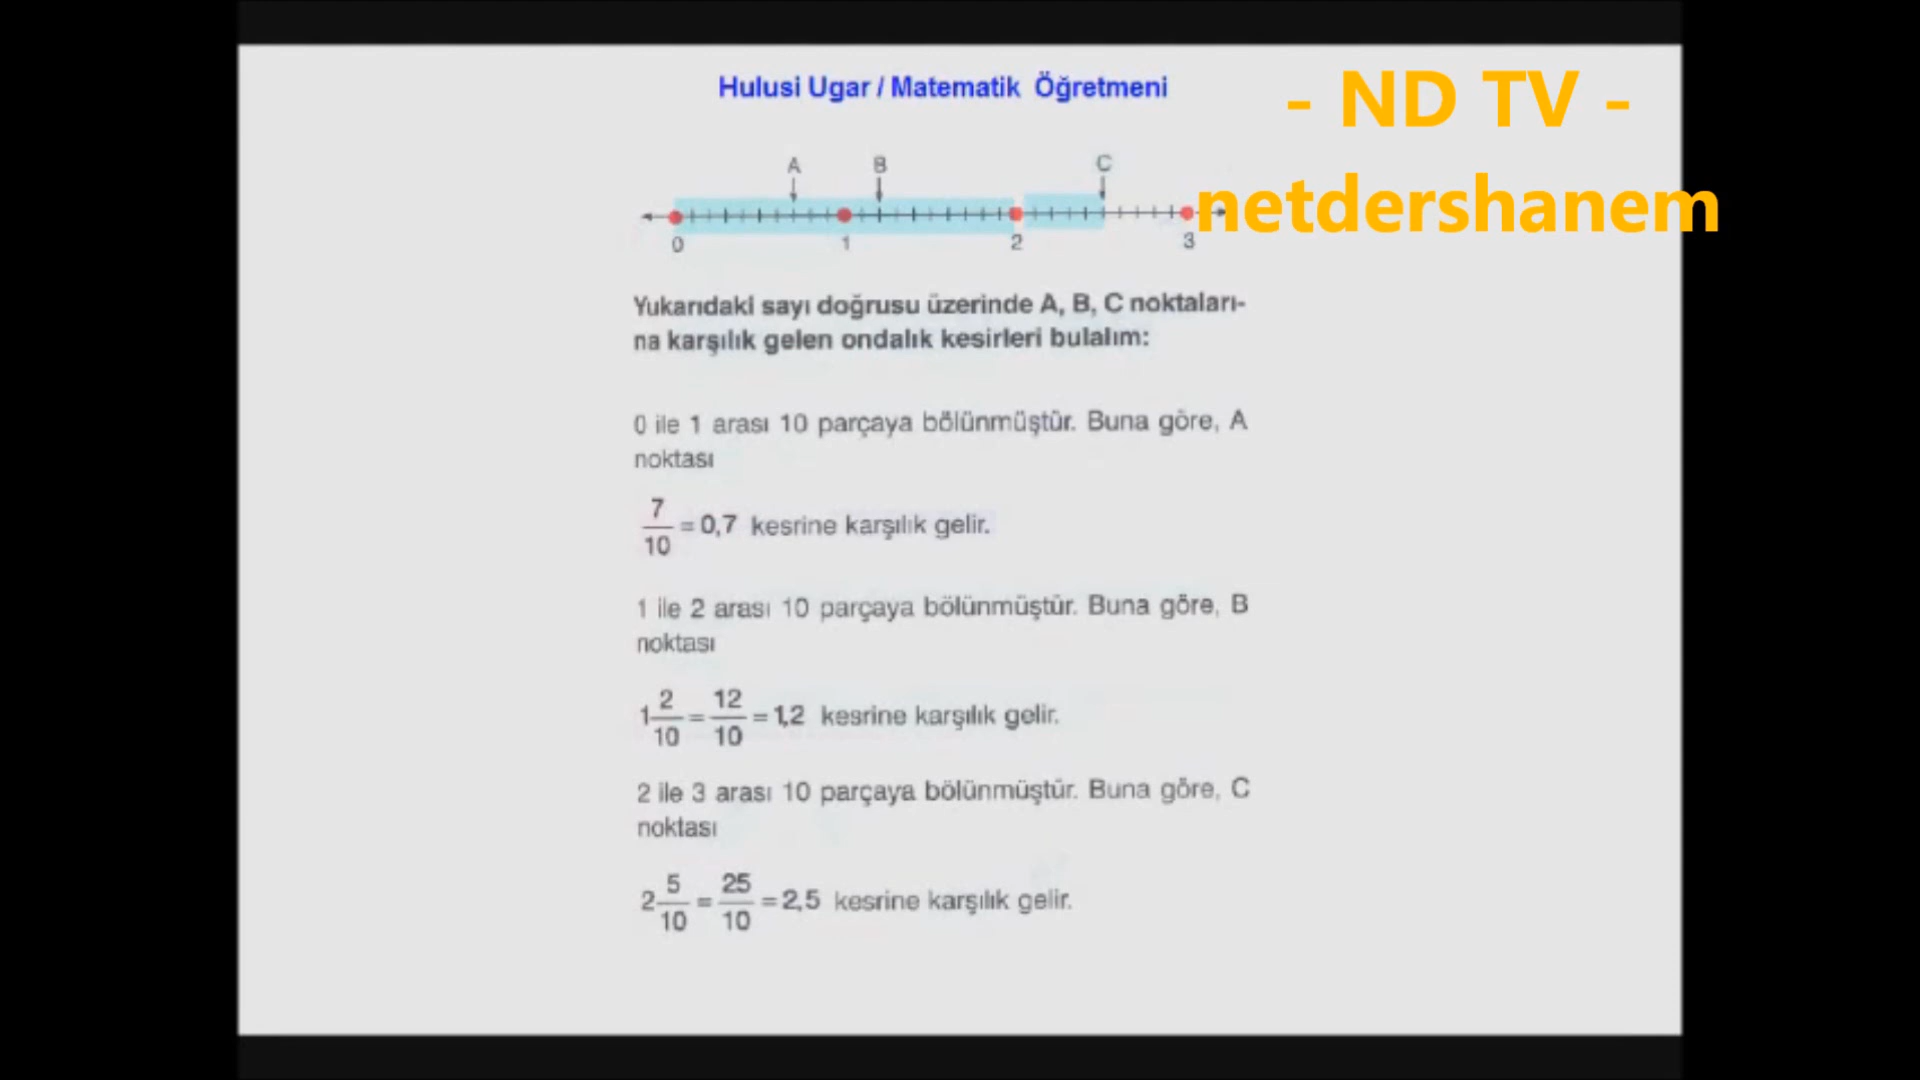 Hulusi Ugar / Matematik Öğretmeni
- ND TV -
netdershanem
A B C
0 1 2 3
Yukarıdaki sayı doğrusu üzerinde A, B, C noktaları-
na karşılık gelen ondalık kesirleri bulalım:
0 ile 1 arası 10 parçaya bölünmüştür. Buna göre, A
noktası
7/10 = 0,7 kesrine karşılık gelir.
1 ile 2 arası 10 parçaya bölünmüştür. Buna göre, B
noktası
1 2/10 = 12/10 = 1,2 kesrine karşılık gelir.
2 ile 3 arası 10 parçaya bölünmüştür. Buna göre, C
noktası
2 5/10 = 25/10 = 2,5 kesrine karşılık gelir.